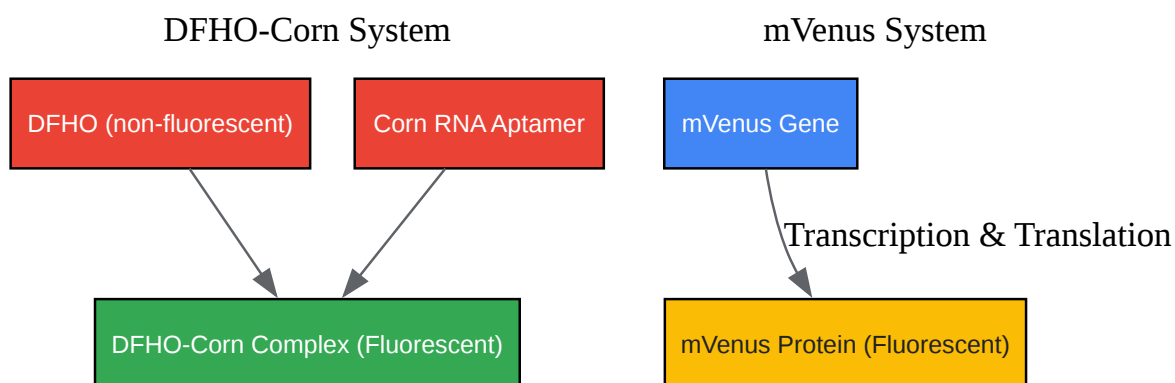 DFHO-Corn System
mVenus System
DFHO (non-fluorescent)
Corn RNA Aptamer
mVenus Gene
Transcription & Translation
DFHO-Corn Complex (Fluorescent)
mVenus Protein (Fluorescent)